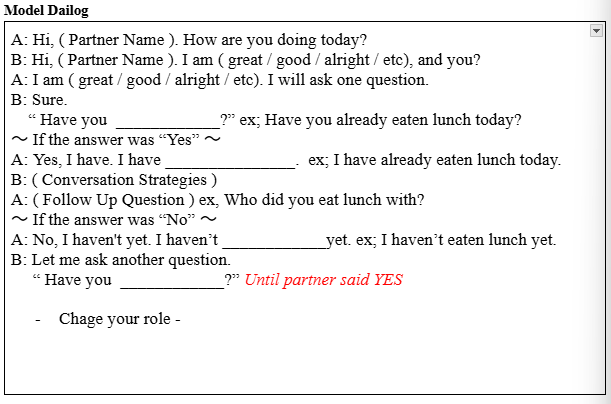 Model Dailog
A: Hi, ( Partner Name ). How are you doing today?
B: Hi, ( Partner Name ). I am ( great / good / alright / etc), and you?
A: I am ( great / good / alright / etc). I will ask one question.
B: Sure.
“ Have you _____________?” ex; Have you already eaten lunch today?
～ If the answer was “Yes” ～
A: Yes, I have. I have ________________. ex; I have already eaten lunch today.
B: ( Conversation Strategies )
A: ( Follow Up Question ) ex, Who did you eat lunch with?
～ If the answer was “No” ～
A: No, I haven't yet. I haven’t _____________yet. ex; I haven’t eaten lunch yet.
B: Let me ask another question.
“ Have you _____________?” Until partner said YES
- Chage your role -